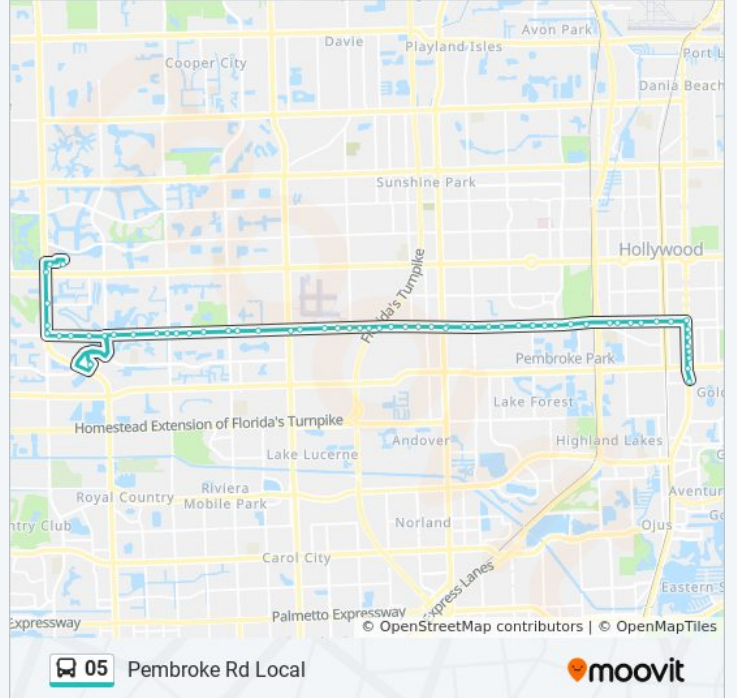 Avon Park
Davie
Playland Isles
Port L
Cooper City
Dania Beach
Sunshine Park
Hollywood
Florida's Turnpike
Pembroke Park
Gold
Lake Forest
Homestead Extension of Florida's Turnpike
Andover
Highland Lakes
Lake Lucerne
Royal Country
Riviera
Mobile Park
Aventur
ntry Club
Norland
Ojus
Go
Carol City
Express Lanes
Eastern S
Expressway
Palmetto Expressway
© OpenStreetMap contributors | © OpenMapTiles
05 Pembroke Rd Local
moovit